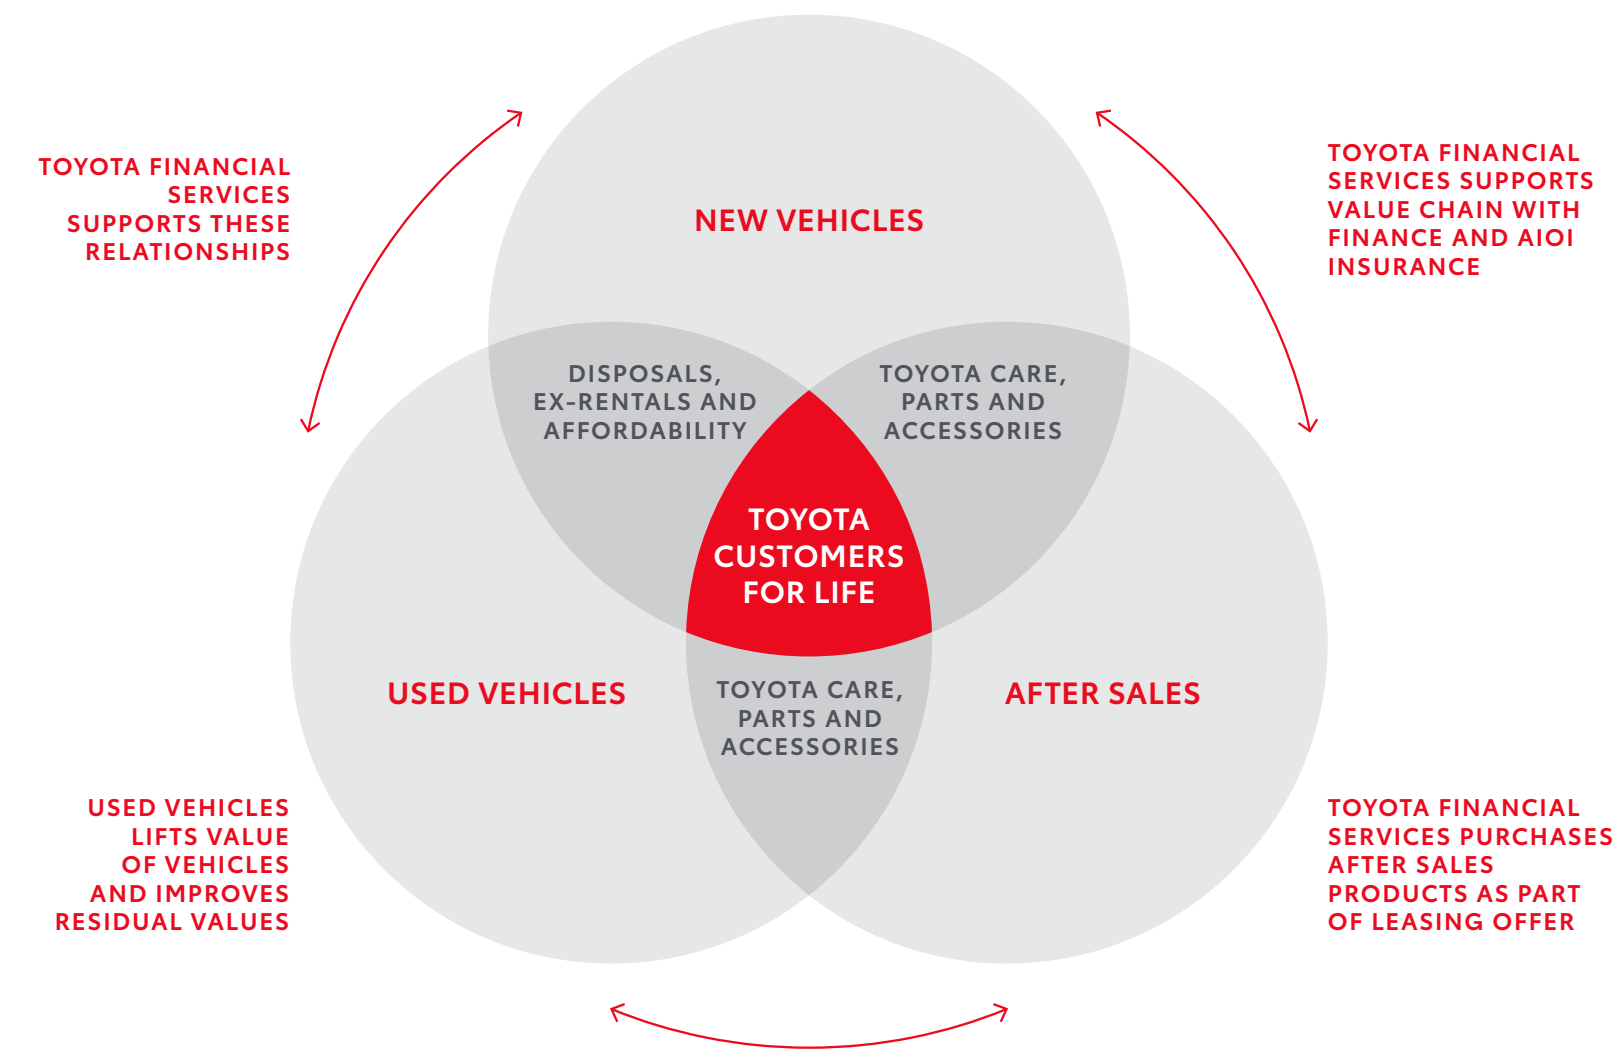 TOYOTA FINANCIAL
SERVICES
SUPPORTS THESE
RELATIONSHIPS
NEW VEHICLES
TOYOTA FINANCIAL
SERVICES SUPPORTS
VALUE CHAIN WITH
FINANCE AND AIOI
INSURANCE
DISPOSALS,
EX-RENTALS AND
AFFORDABILITY
TOYOTA CARE,
PARTS AND
ACCESSORIES
TOYOTA
CUSTOMERS
FOR LIFE
USED VEHICLES
TOYOTA CARE,
PARTS AND
ACCESSORIES
AFTER SALES
USED VEHICLES
LIFTS VALUE
OF VEHICLES
AND IMPROVES
RESIDUAL VALUES
TOYOTA FINANCIAL
SERVICES PURCHASES
AFTER SALES
PRODUCTS AS PART
OF LEASING OFFER